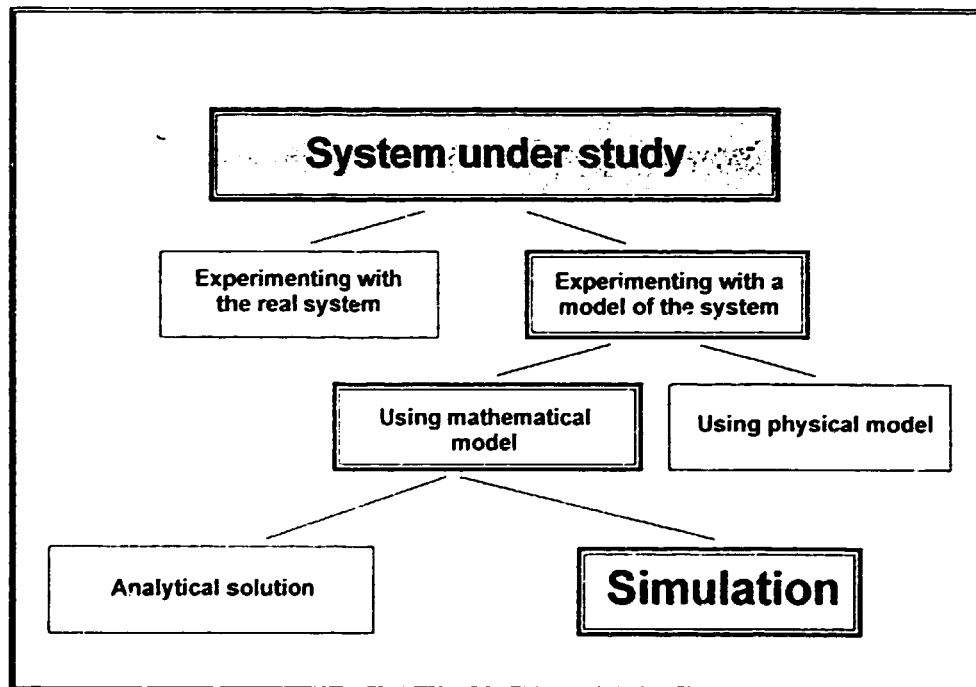 System under study
Experimenting with
the real system
Experimenting with a
model of the system
Using mathematical
model
Using physical model
Analytical solution
Simulation